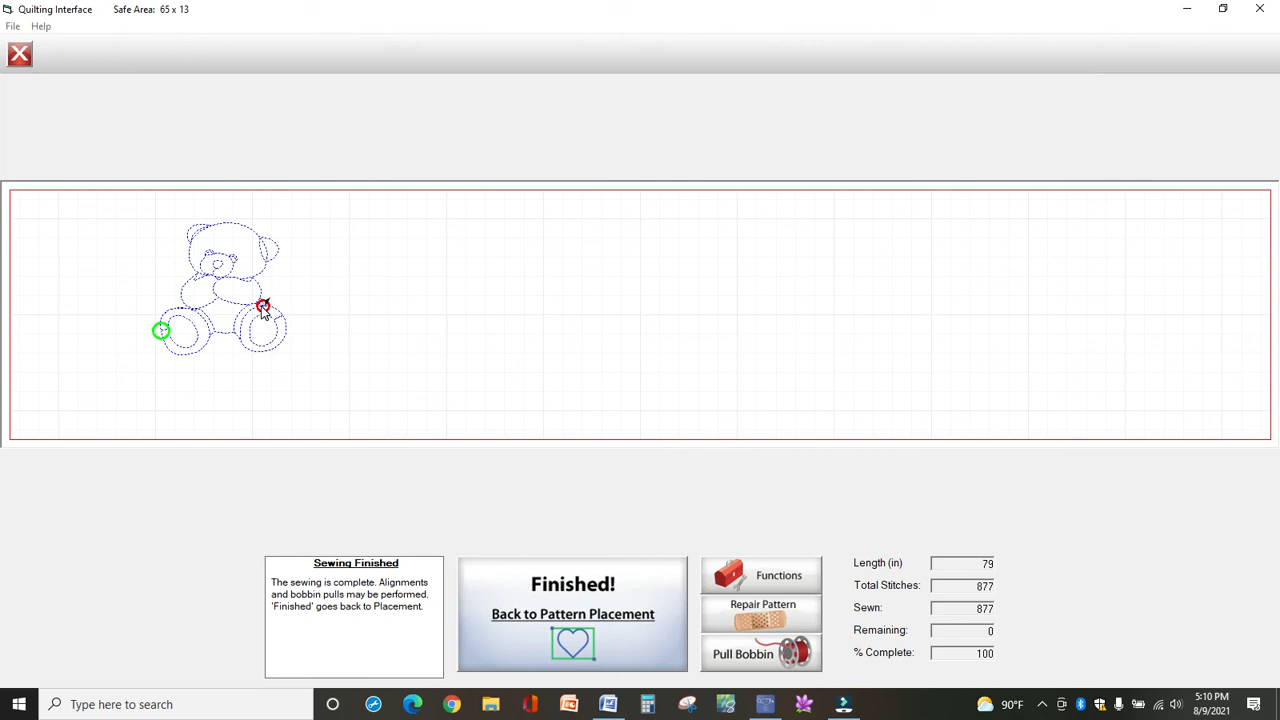 Quilting Interface Safe Area: 65 x 13
File Help
Sewing Finished
The sewing is complete. Alignments
and bobbin pulls may be performed.
'Finished' goes back to Placement.
Finished!
Back to Pattern Placement
Functions
Repair Pattern
Pull Bobbin
Length (in) 79
Total Stitches: 877
Sewn: 877
Remaining: 0
% Complete: 100
Type here to search
90°F
5:10 PM
8/9/2021